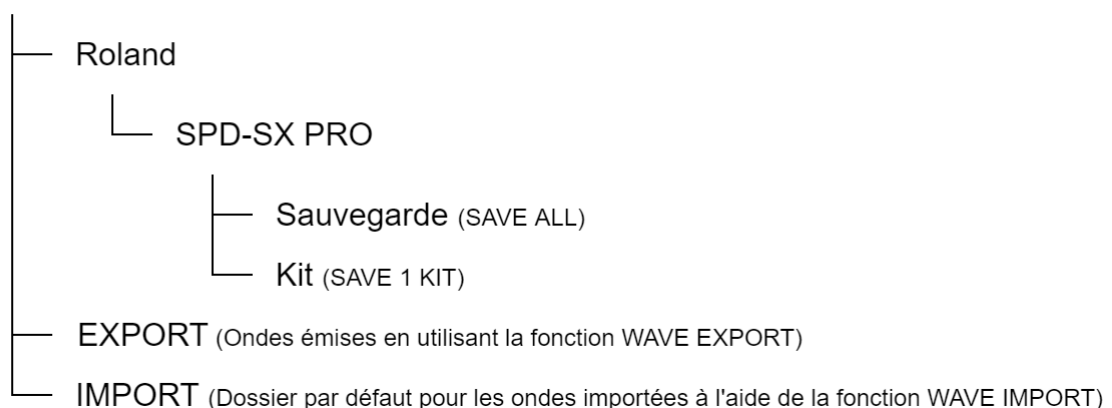 Roland
SPD-SX PRO
Sauvegarde (SAVE ALL)
Kit (SAVE 1 KIT)
EXPORT (Ondes émises en utilisant la fonction WAVE EXPORT)
IMPORT (Dossier par défaut pour les ondes importées à l'aide de la fonction WAVE IMPORT)